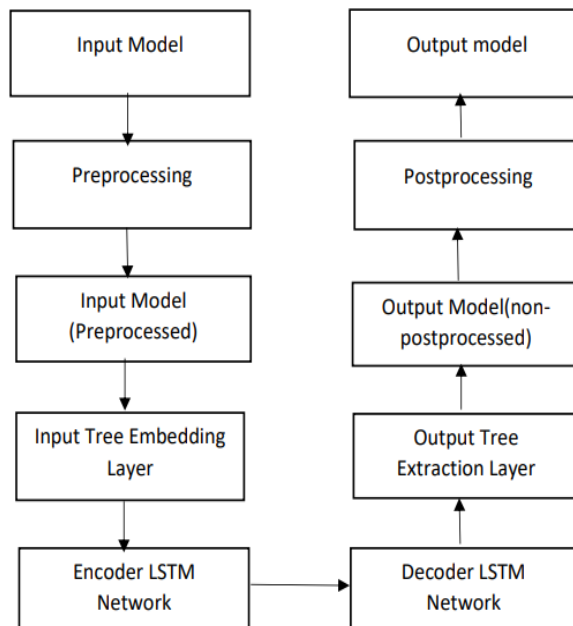 Input Model
Preprocessing
Input Model
(Preprocessed)
Input Tree Embedding
Layer
Encoder LSTM
Network
Output model
Postprocessing
Output Model(non-
postprocessed)
Output Tree
Extraction Layer
Decoder LSTM
Network